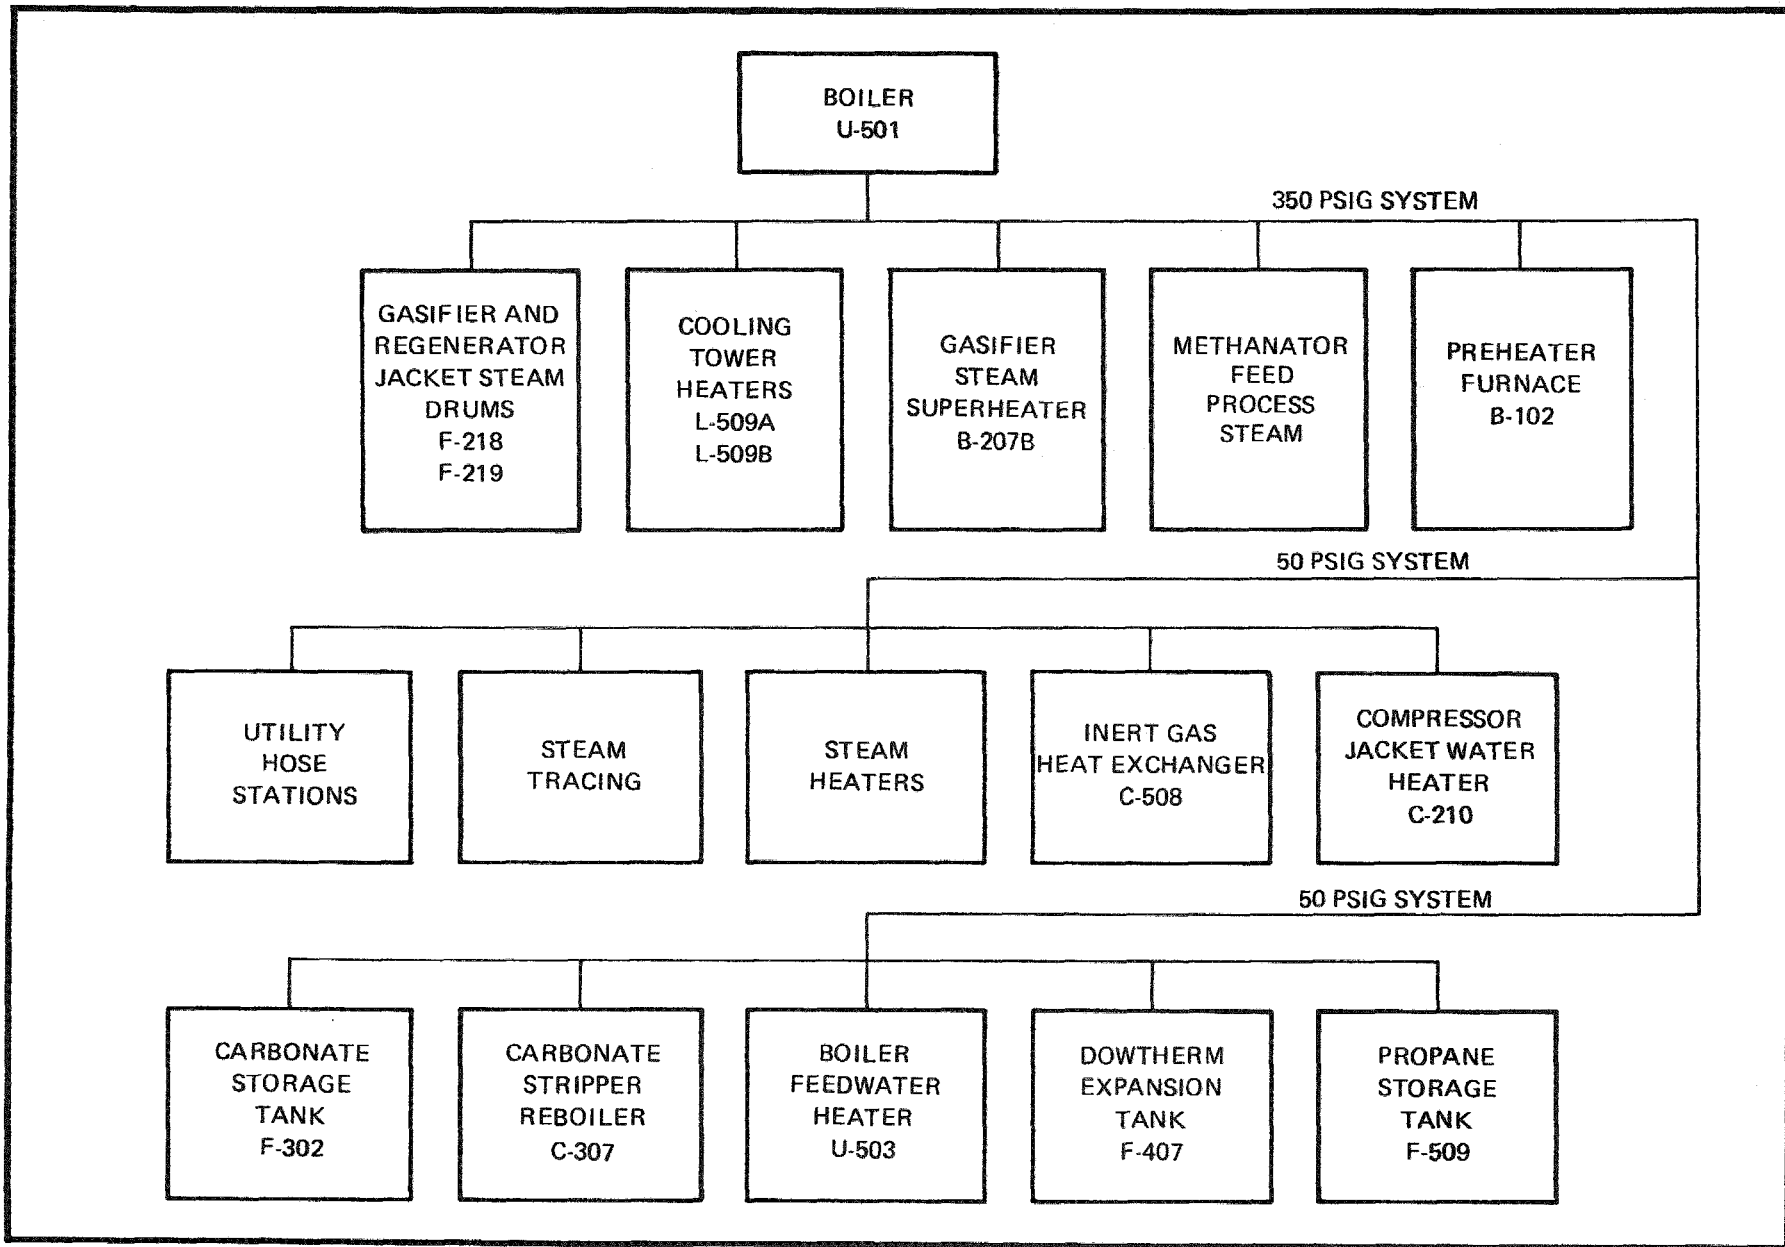 BOILER
U-501
350 PSIG SYSTEM
GASIFIER AND
REGENERATOR
JACKET STEAM
DRUMS
F-218
F-219
COOLING
TOWER
HEATERS
L-509A
L-509B
GASIFIER
STEAM
SUPERHEATER
B-207B
METHANATOR
FEED
PROCESS
STEAM
PREHEATER
FURNACE
B-102
50 PSIG SYSTEM
UTILITY
HOSE
STATIONS
STEAM
TRACING
STEAM
HEATERS
INERT GAS
HEAT EXCHANGER
C-508
COMPRESSOR
JACKET WATER
HEATER
C-210
50 PSIG SYSTEM
CARBONATE
STORAGE
TANK
F-302
CARBONATE
STRIPPER
REBOILER
C-307
BOILER
FEEDWATER
HEATER
U-503
DOWTHERM
EXPANSION
TANK
F-407
PROPANE
STORAGE
TANK
F-509